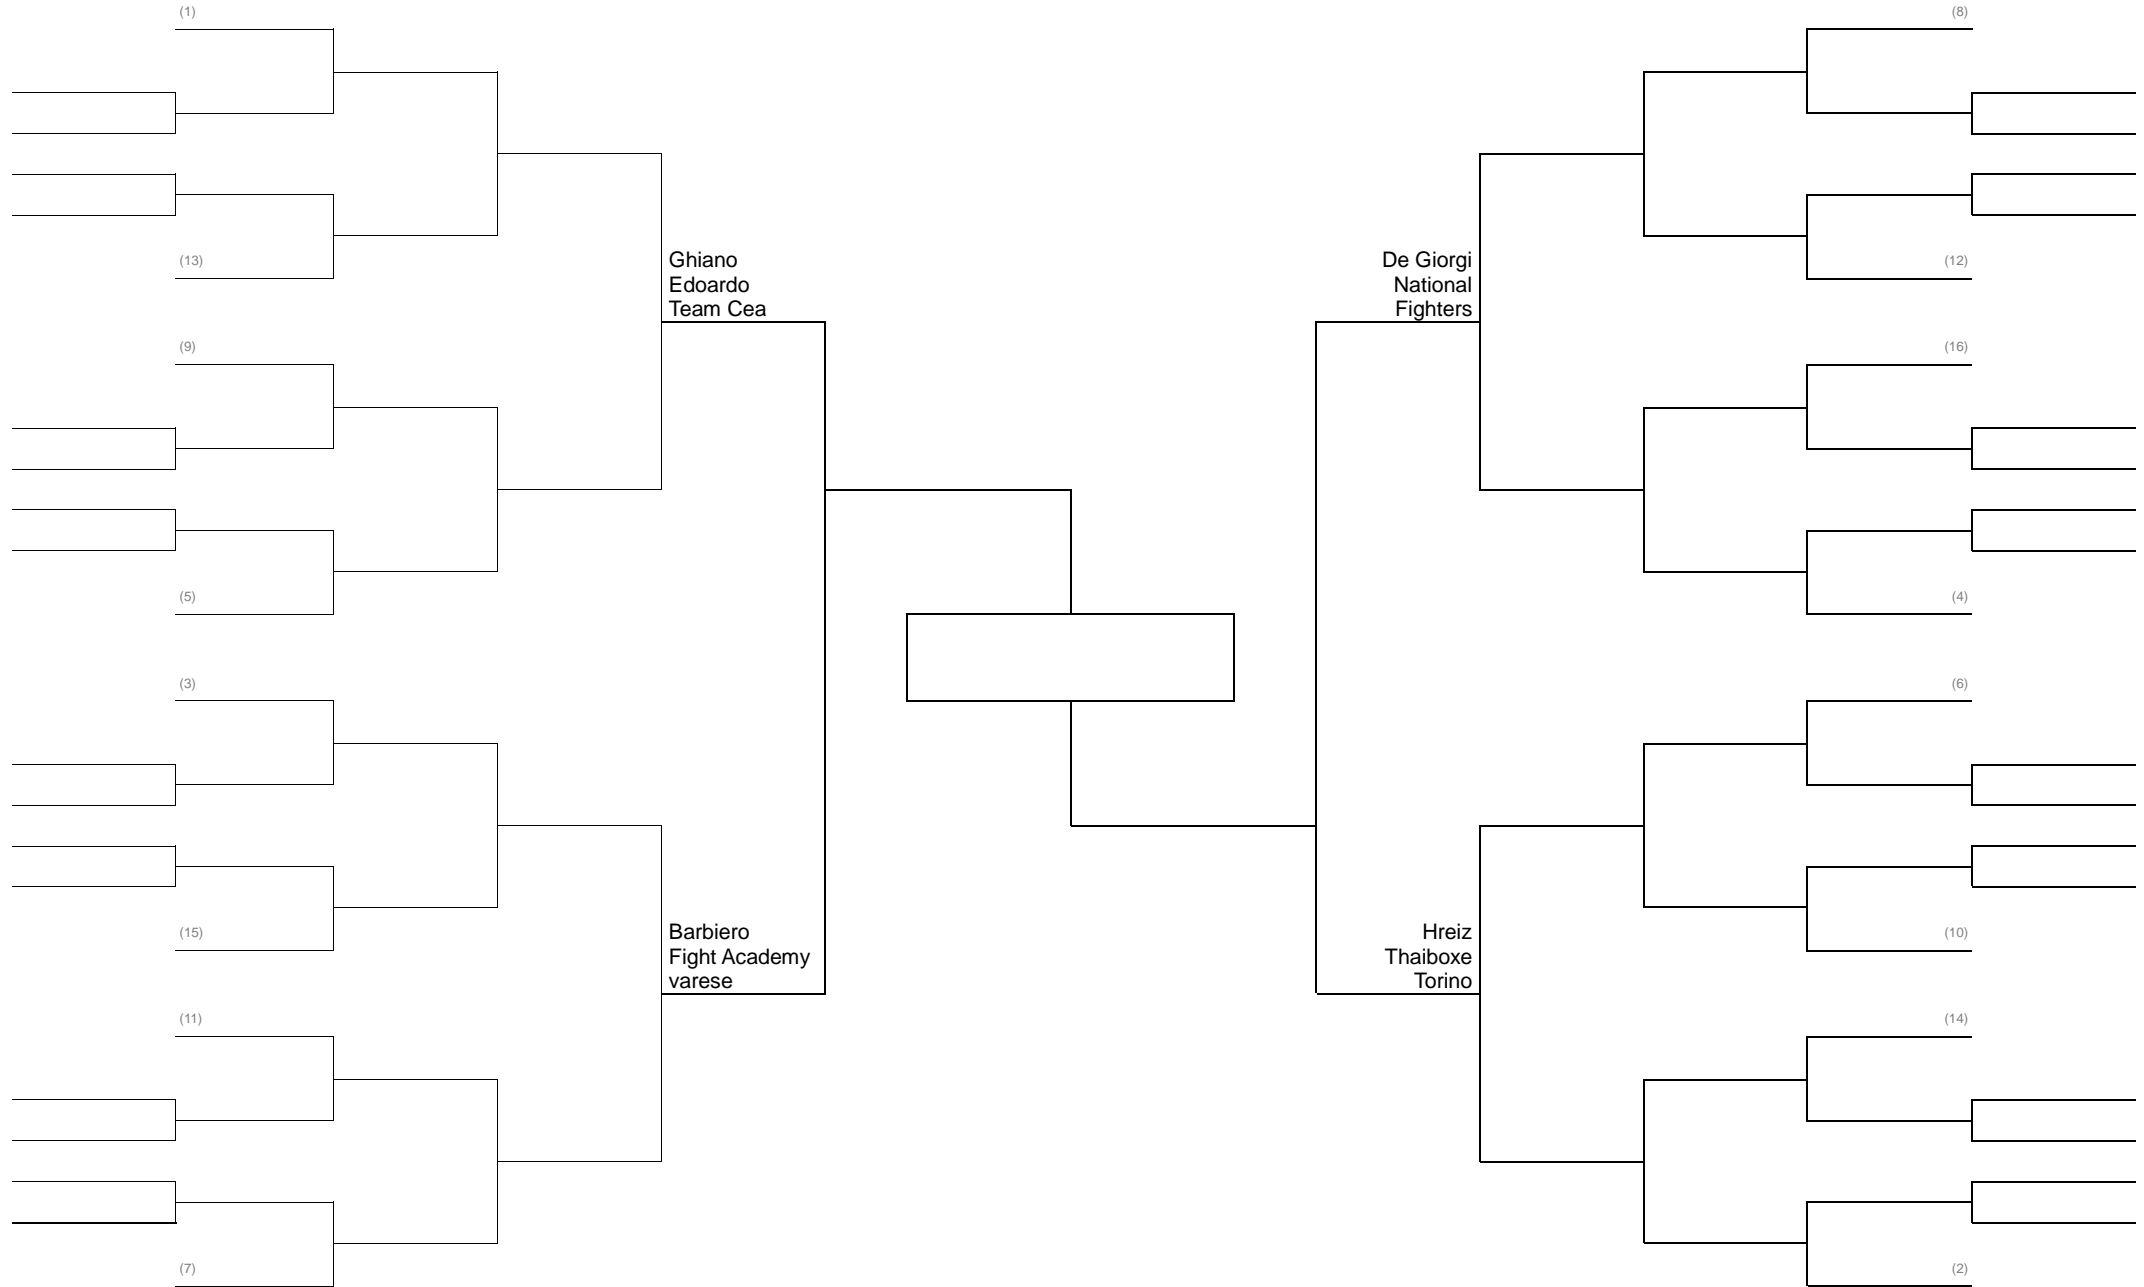 (1)
(8)
(13)
Ghiano
Edoardo
Team Cea
De Giorgi
National
Fighters
(12)
(9)
(16)
(5)
(4)
(3)
(6)
(15)
Barbiero
Fight Academy
varese
Hreiz
Thaiboxe
Torino
(10)
(11)
(14)
(7)
(2)